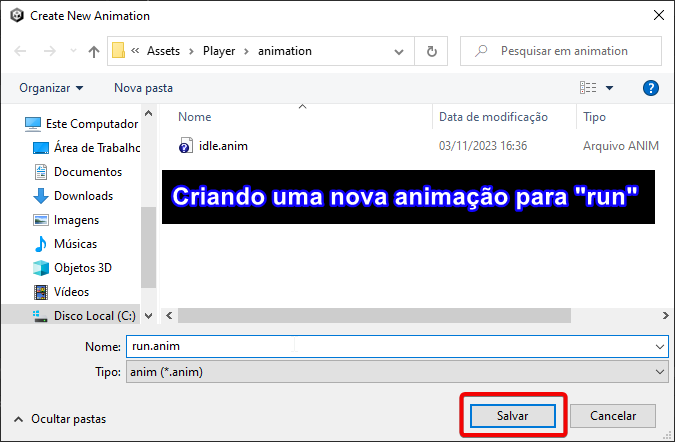 Create New Animation
« Assets > Player > animation
Pesquisar em animation
Organizar
Nova pasta
Este Computador
Área de Trabalho
Documentos
Downloads
Imagens
Músicas
Objetos 3D
Vídeos
Disco Local (C:)
Nome Data de modificação Tipo
idle.anim 03/11/2023 16:36 Arquivo ANIM
Criando uma nova animação para "run"
Nome: run.anim
Tipo: anim (*.anim)
Ocultar pastas
Salvar
Cancelar